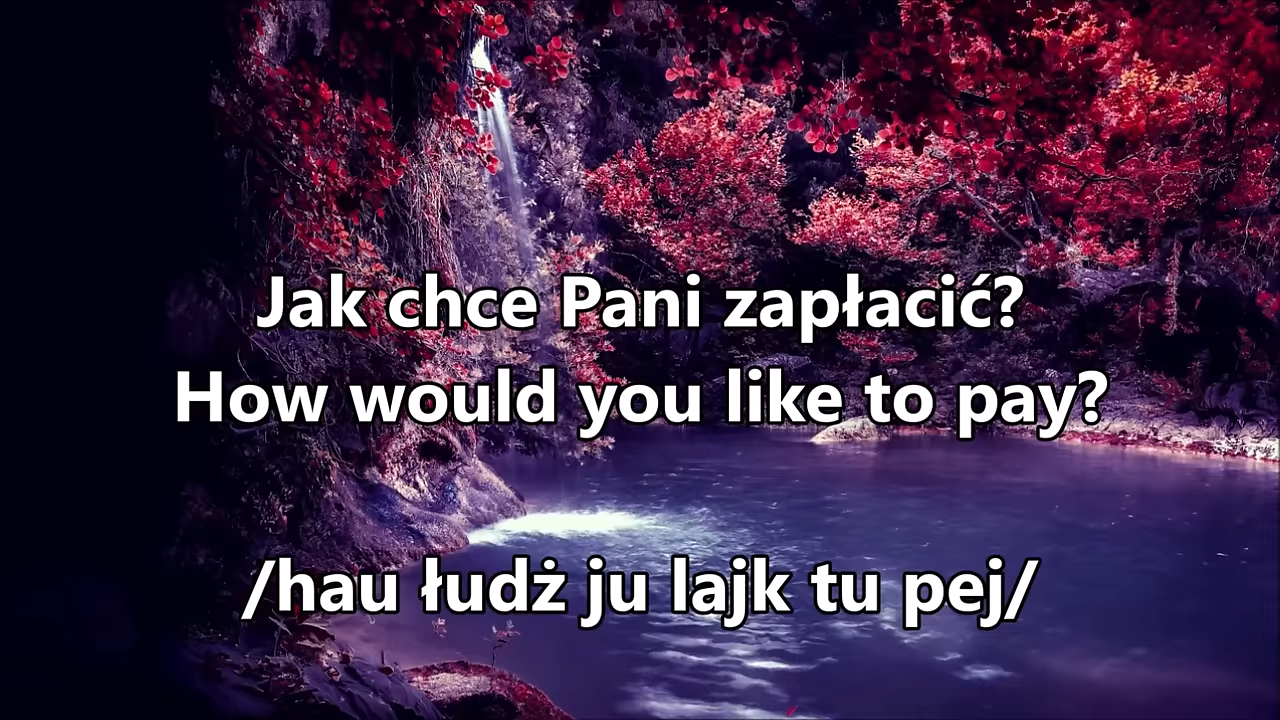 Jak chce Pani zapłacić?
How would you like to pay?
/hau łudż ju lajk tu pej/